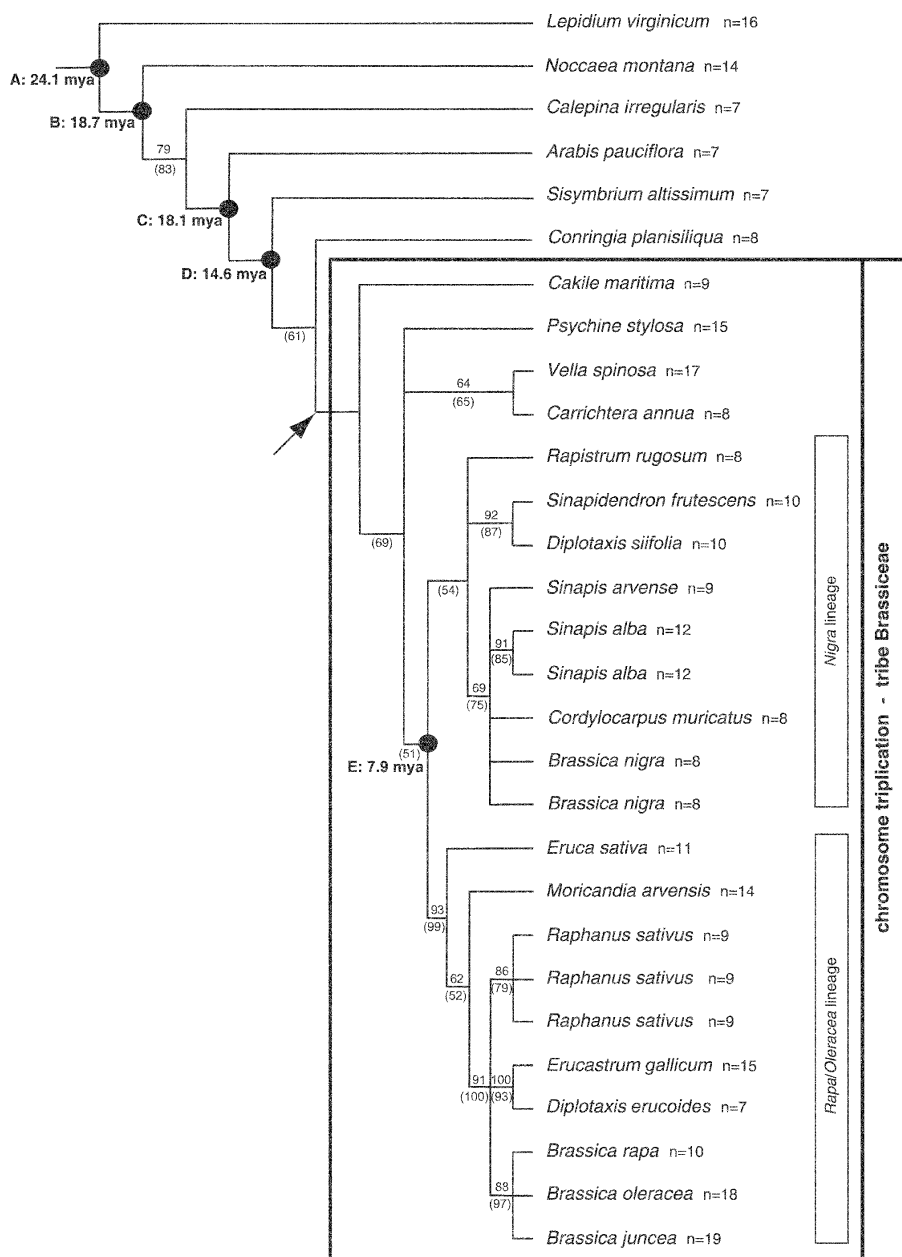 Lepidium virginicum n=16
A: 24.1 mya
Noccaea montana n=14
B: 18.7 mya
Calepina irregularis n=7
79
(83)
Arabis pauciflora n=7
C: 18.1 mya
Sisymbrium altissimum n=7
D: 14.6 mya
Conringia planisiliqua n=8
(61)
Cakile maritima n=9
(69)
Psychine stylosa n=15
64
(65)
Vella spinosa n=17
Carrichtera annua n=8
(51)
E: 7.9 mya
(54)
Rapistrum rugosum n=8
92
(87)
Sinapidendron frutescens n=10
Diplotaxis siifolia n=10
69
(75)
Sinapis arvense n=9
91
(85)
Sinapis alba n=12
Sinapis alba n=12
Cordylocarpus muricatus n=8
Brassica nigra n=8
Brassica nigra n=8
Nigra lineage
93
(99)
Eruca sativa n=11
62
(52)
Moricandia arvensis n=14
91
(100)
86
(79)
Raphanus sativus n=9
Raphanus sativus n=9
Raphanus sativus n=9
100
(93)
Erucastrum gallicum n=15
Diplotaxis erucoides n=7
88
(97)
Brassica rapa n=10
Brassica oleracea n=18
Brassica juncea n=19
Rapa/Oleracea lineage
chromosome triplication - tribe Brassiceae